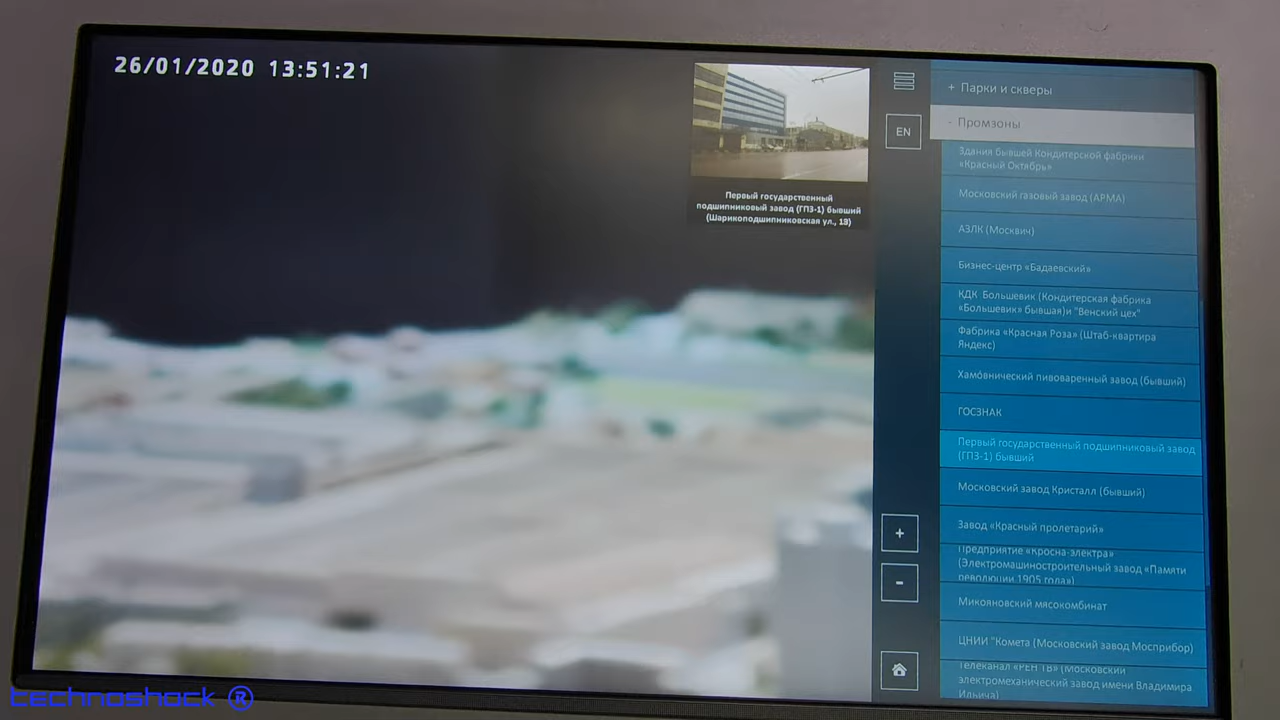 26/01/2020 13:51:21
Первый государственный
подшипниковый завод (ГПЗ-1) бывший
(Шарикоподшипниковская ул., 13)
EN
+ Парки и скверы
- Промзоны
Здания бывшей Кондитерской фабрики
«Красный Октябрь»
Московский газовый завод (АРМА)
АЗЛК (Москвич)
Бизнес-центр «Бадаевский»
КДК Большевик (Кондитерская фабрика
«Большевик» бывшая)и "Венский цех"
Фабрика «Красная Роза» (Штаб-квартира
Яндекс)
Хамовнический пивоваренный завод (бывший)
ГОСЗНАК
Первый государственный подшипниковый завод
(ГПЗ-1) бывший
Московский завод Кристалл (бывший)
Завод «Красный пролетарий»
Предприятие «Кросна-электра»
(Электромашиностроительный завод «Памяти
революции 1905 года»)
Микояновский мясокомбинат
ЦНИИ "Комета (Московский завод Мосприбор)
Телеканал «РЕН ТВ» (Московский
электромеханический завод имени Владимира
Ильича)
+
-
technoshock ®